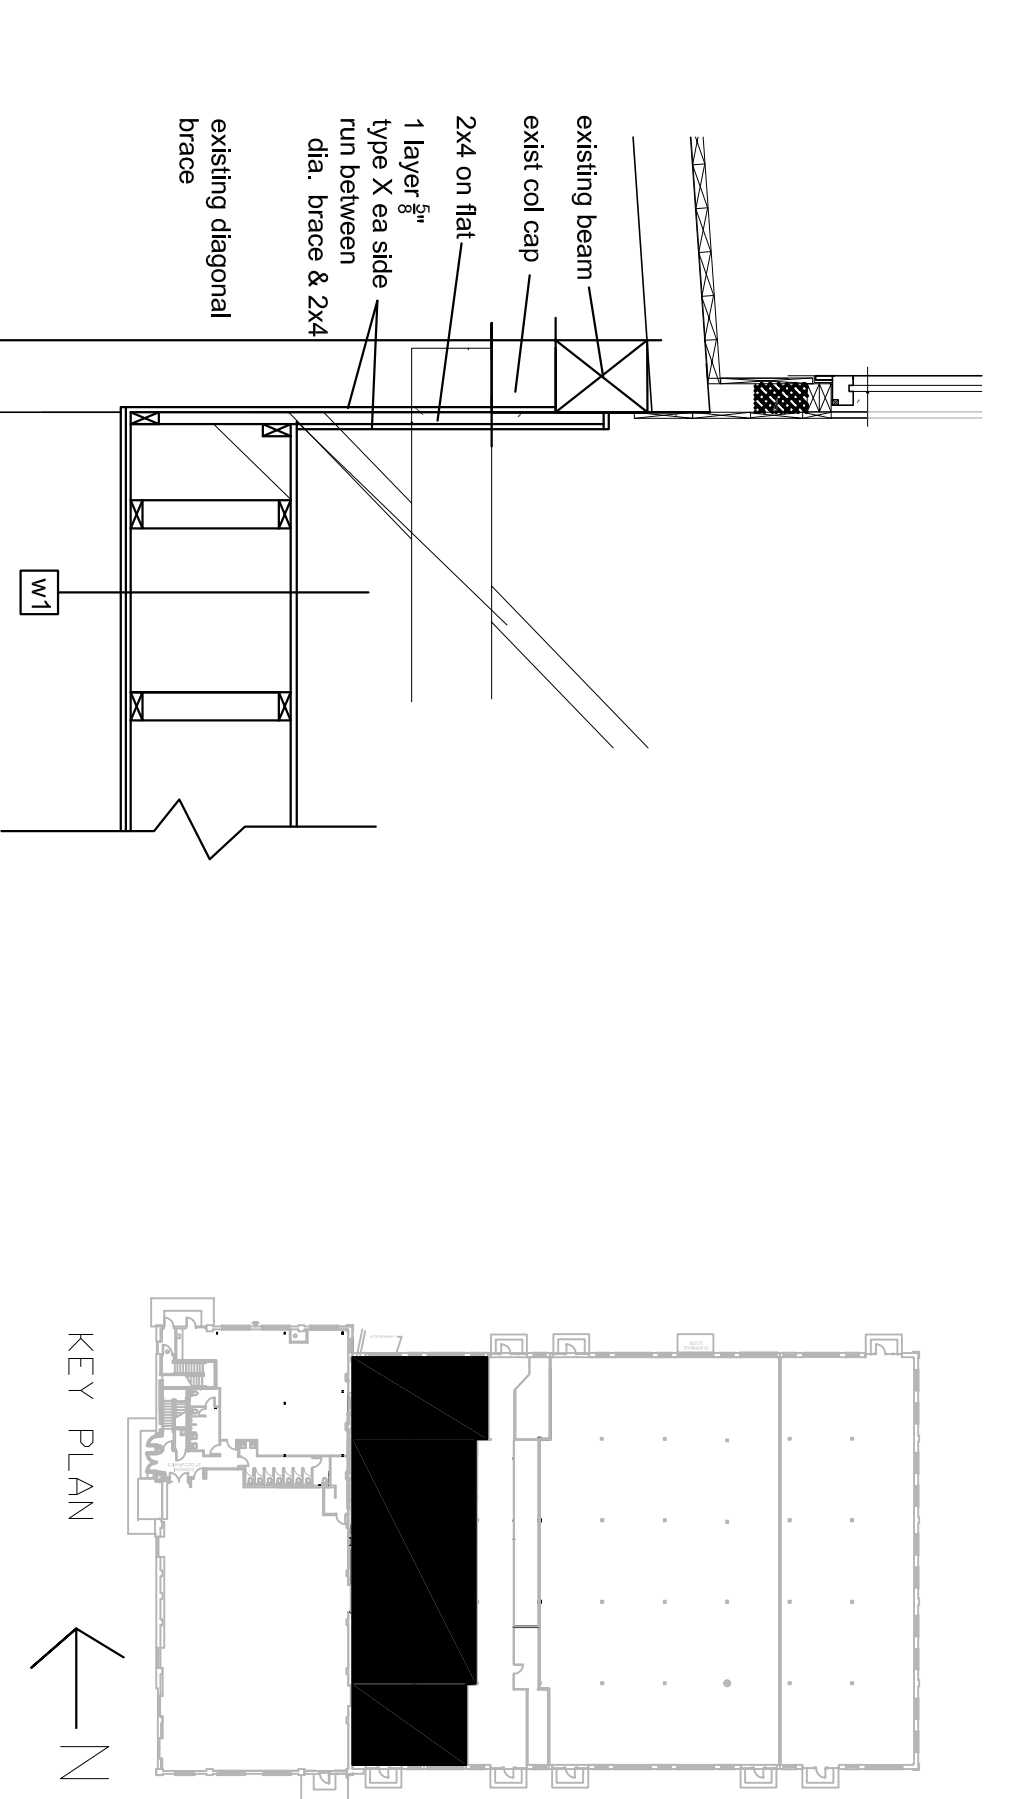 existing beam
exist col cap
2x4 on flat
1 layer 5/8"
type X ea side
run between
dia. brace & 2x4
existing diagonal
brace
w1
KEY PLAN
N